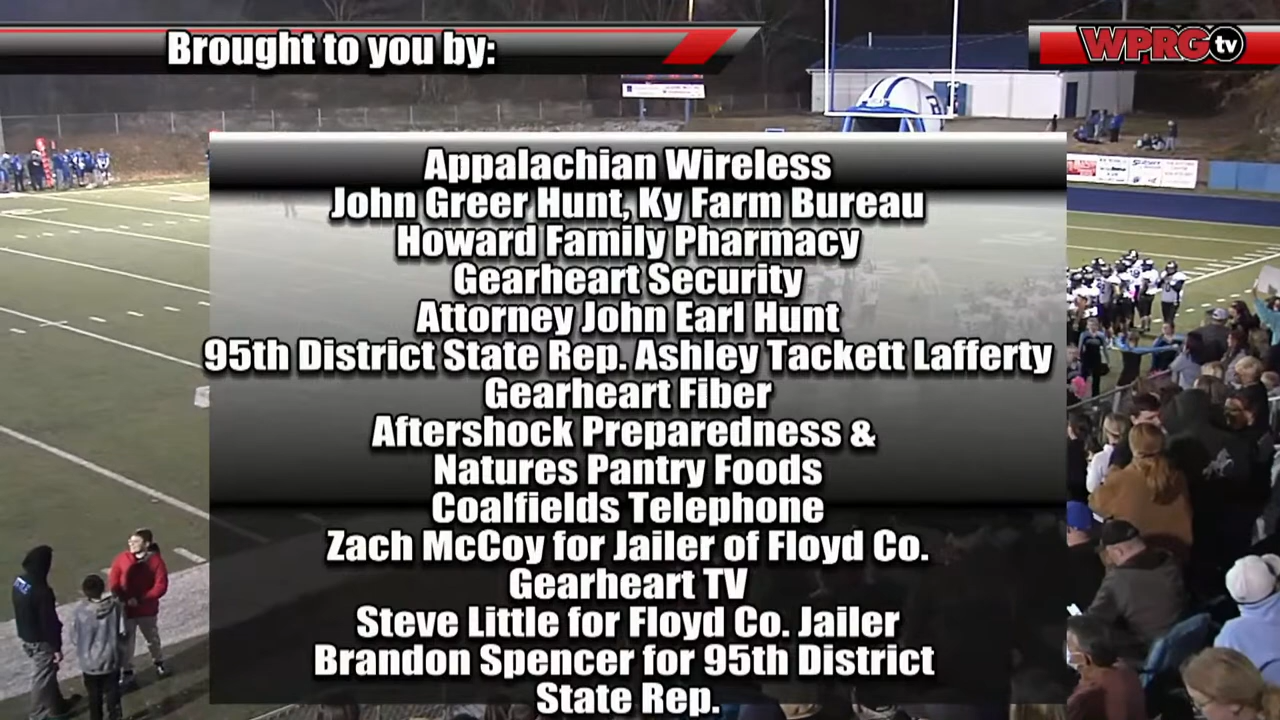 Brought to you by:
WPRG tv
Appalachian Wireless
John Greer Hunt, Ky Farm Bureau
Howard Family Pharmacy
Gearheart Security
Attorney John Earl Hunt
95th District State Rep. Ashley Tackett Lafferty
Gearheart Fiber
Aftershock Preparedness &
Natures Pantry Foods
Coalfields Telephone
Zach McCoy for Jailer of Floyd Co.
Gearheart TV
Steve Little for Floyd Co. Jailer
Brandon Spencer for 95th District
State Rep.